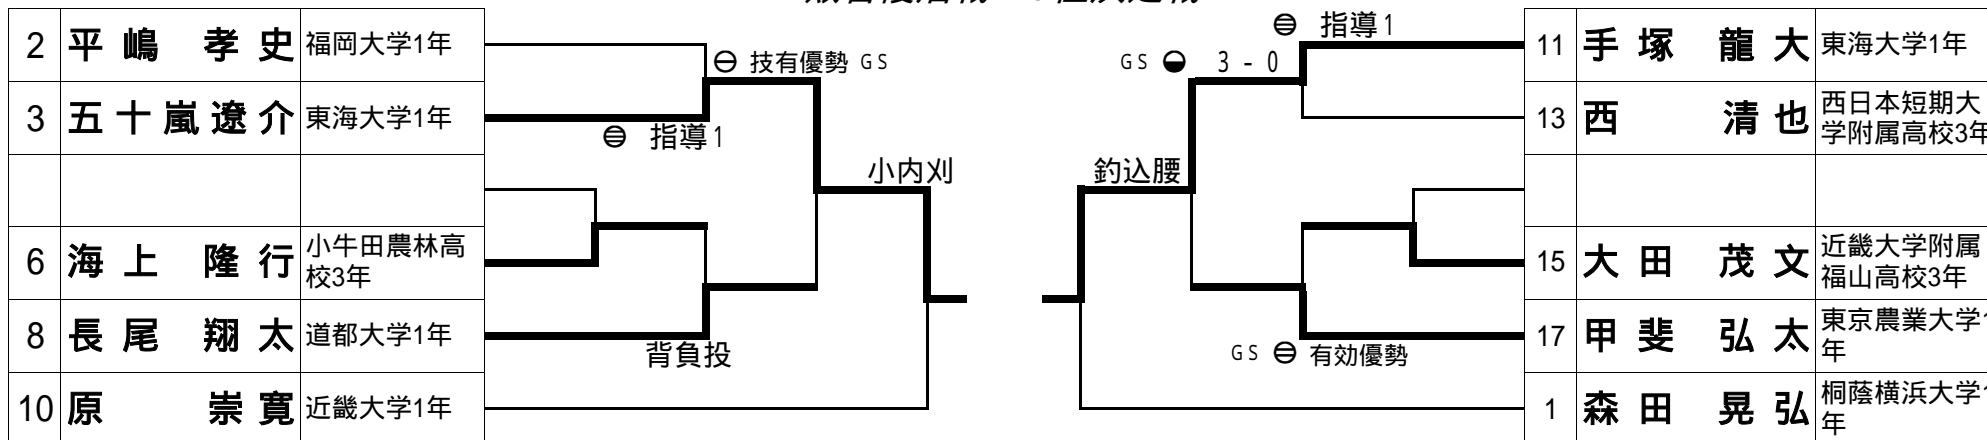 2 平嶋 孝史 福岡大学1年
3 五十嵐遼介 東海大学1年
6 海上 隆行 小牛田農林高
校3年
8 長尾 翔太 道都大学1年
10 原 崇寛 近畿大学1年
技有優勢 GS
指導1
小内刈
背負投
指導1
GS 3-0
釣込腰
GS 有効優勢
11 手塚 龍大 東海大学1年
13 西 清也 西日本短期大
学附属高校3年
15 大田 茂文 近畿大学附属
福山高校3年
17 甲斐 弘太 東京農業大学1
年
1 森田 晃弘 桐蔭横浜大学1
年